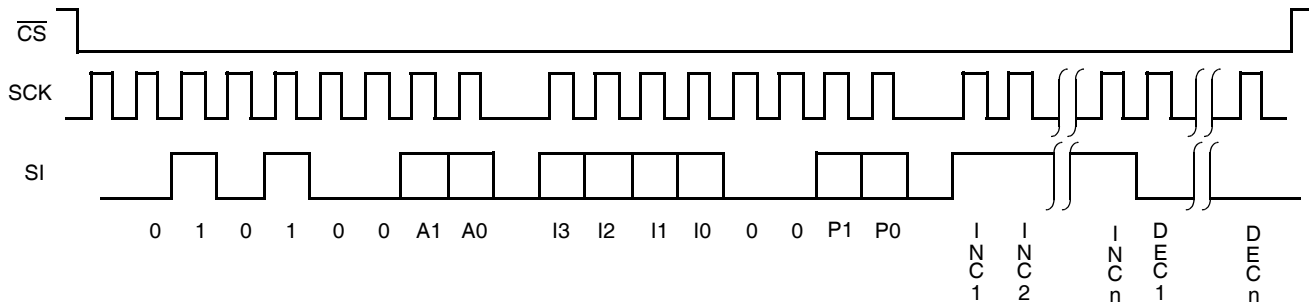 CS
SCK
SI
0 1 0 1 0 0 A1 A0 I3 I2 I1 I0 0 0 P1 P0 INC1 INC2 INCn DEC1 DECn